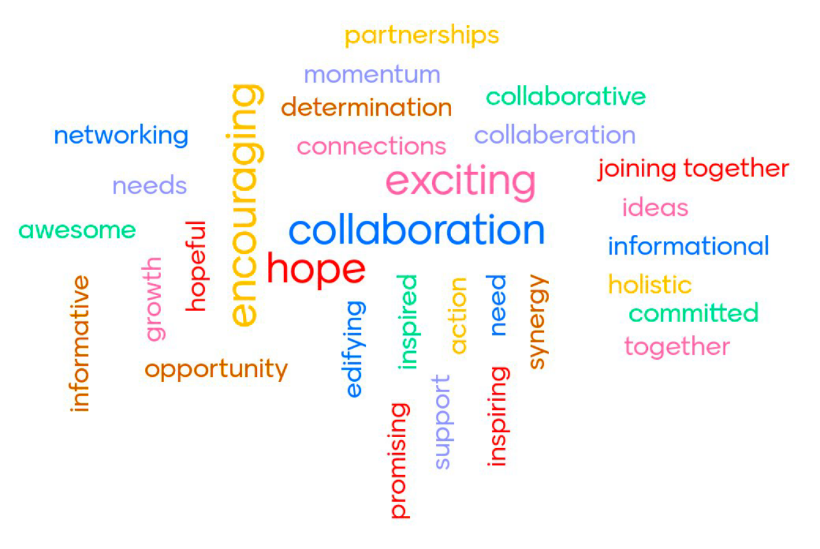 partnerships
momentum
determination
collaborative
networking
encouraging
connections
collaberation
joining together
needs
exciting
ideas
awesome
hopeful
collaboration
informational
growth
hope
informative
edifying
inspired
action
need
synergy
holistic
committed
together
opportunity
promising
support
inspiring